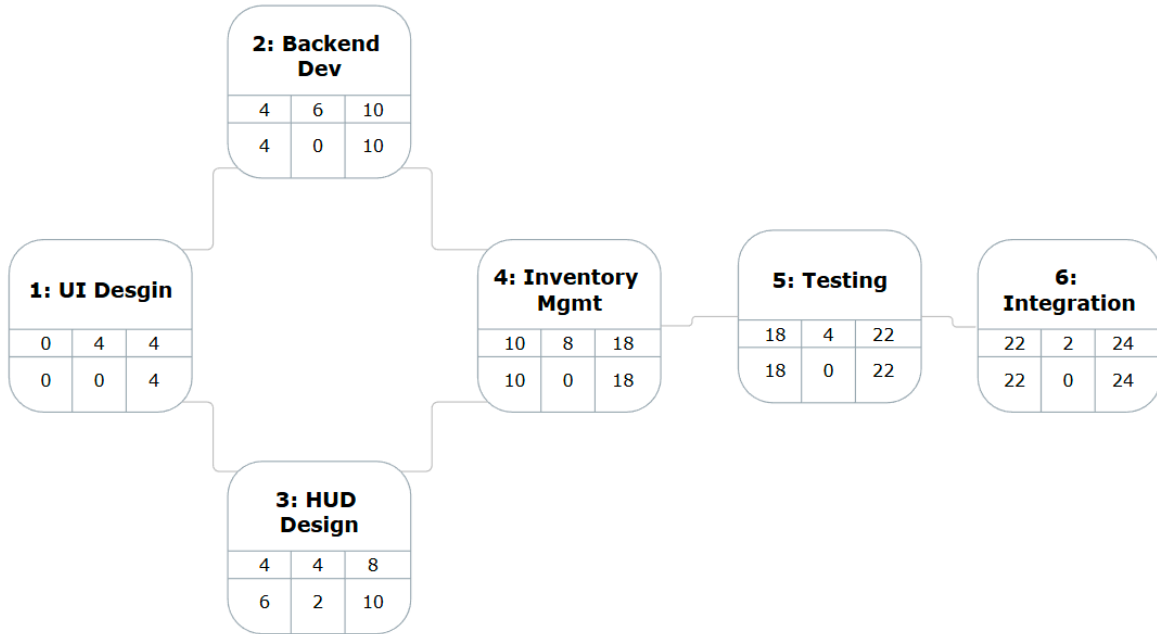 2: Backend
Dev
4 6 10
4 0 10
1: UI Desgin
0 4 4
0 0 4
4: Inventory
Mgmt
10 8 18
10 0 18
5: Testing
18 4 22
18 0 22
6:
Integration
22 2 24
22 0 24
3: HUD
Design
4 4 8
6 2 10